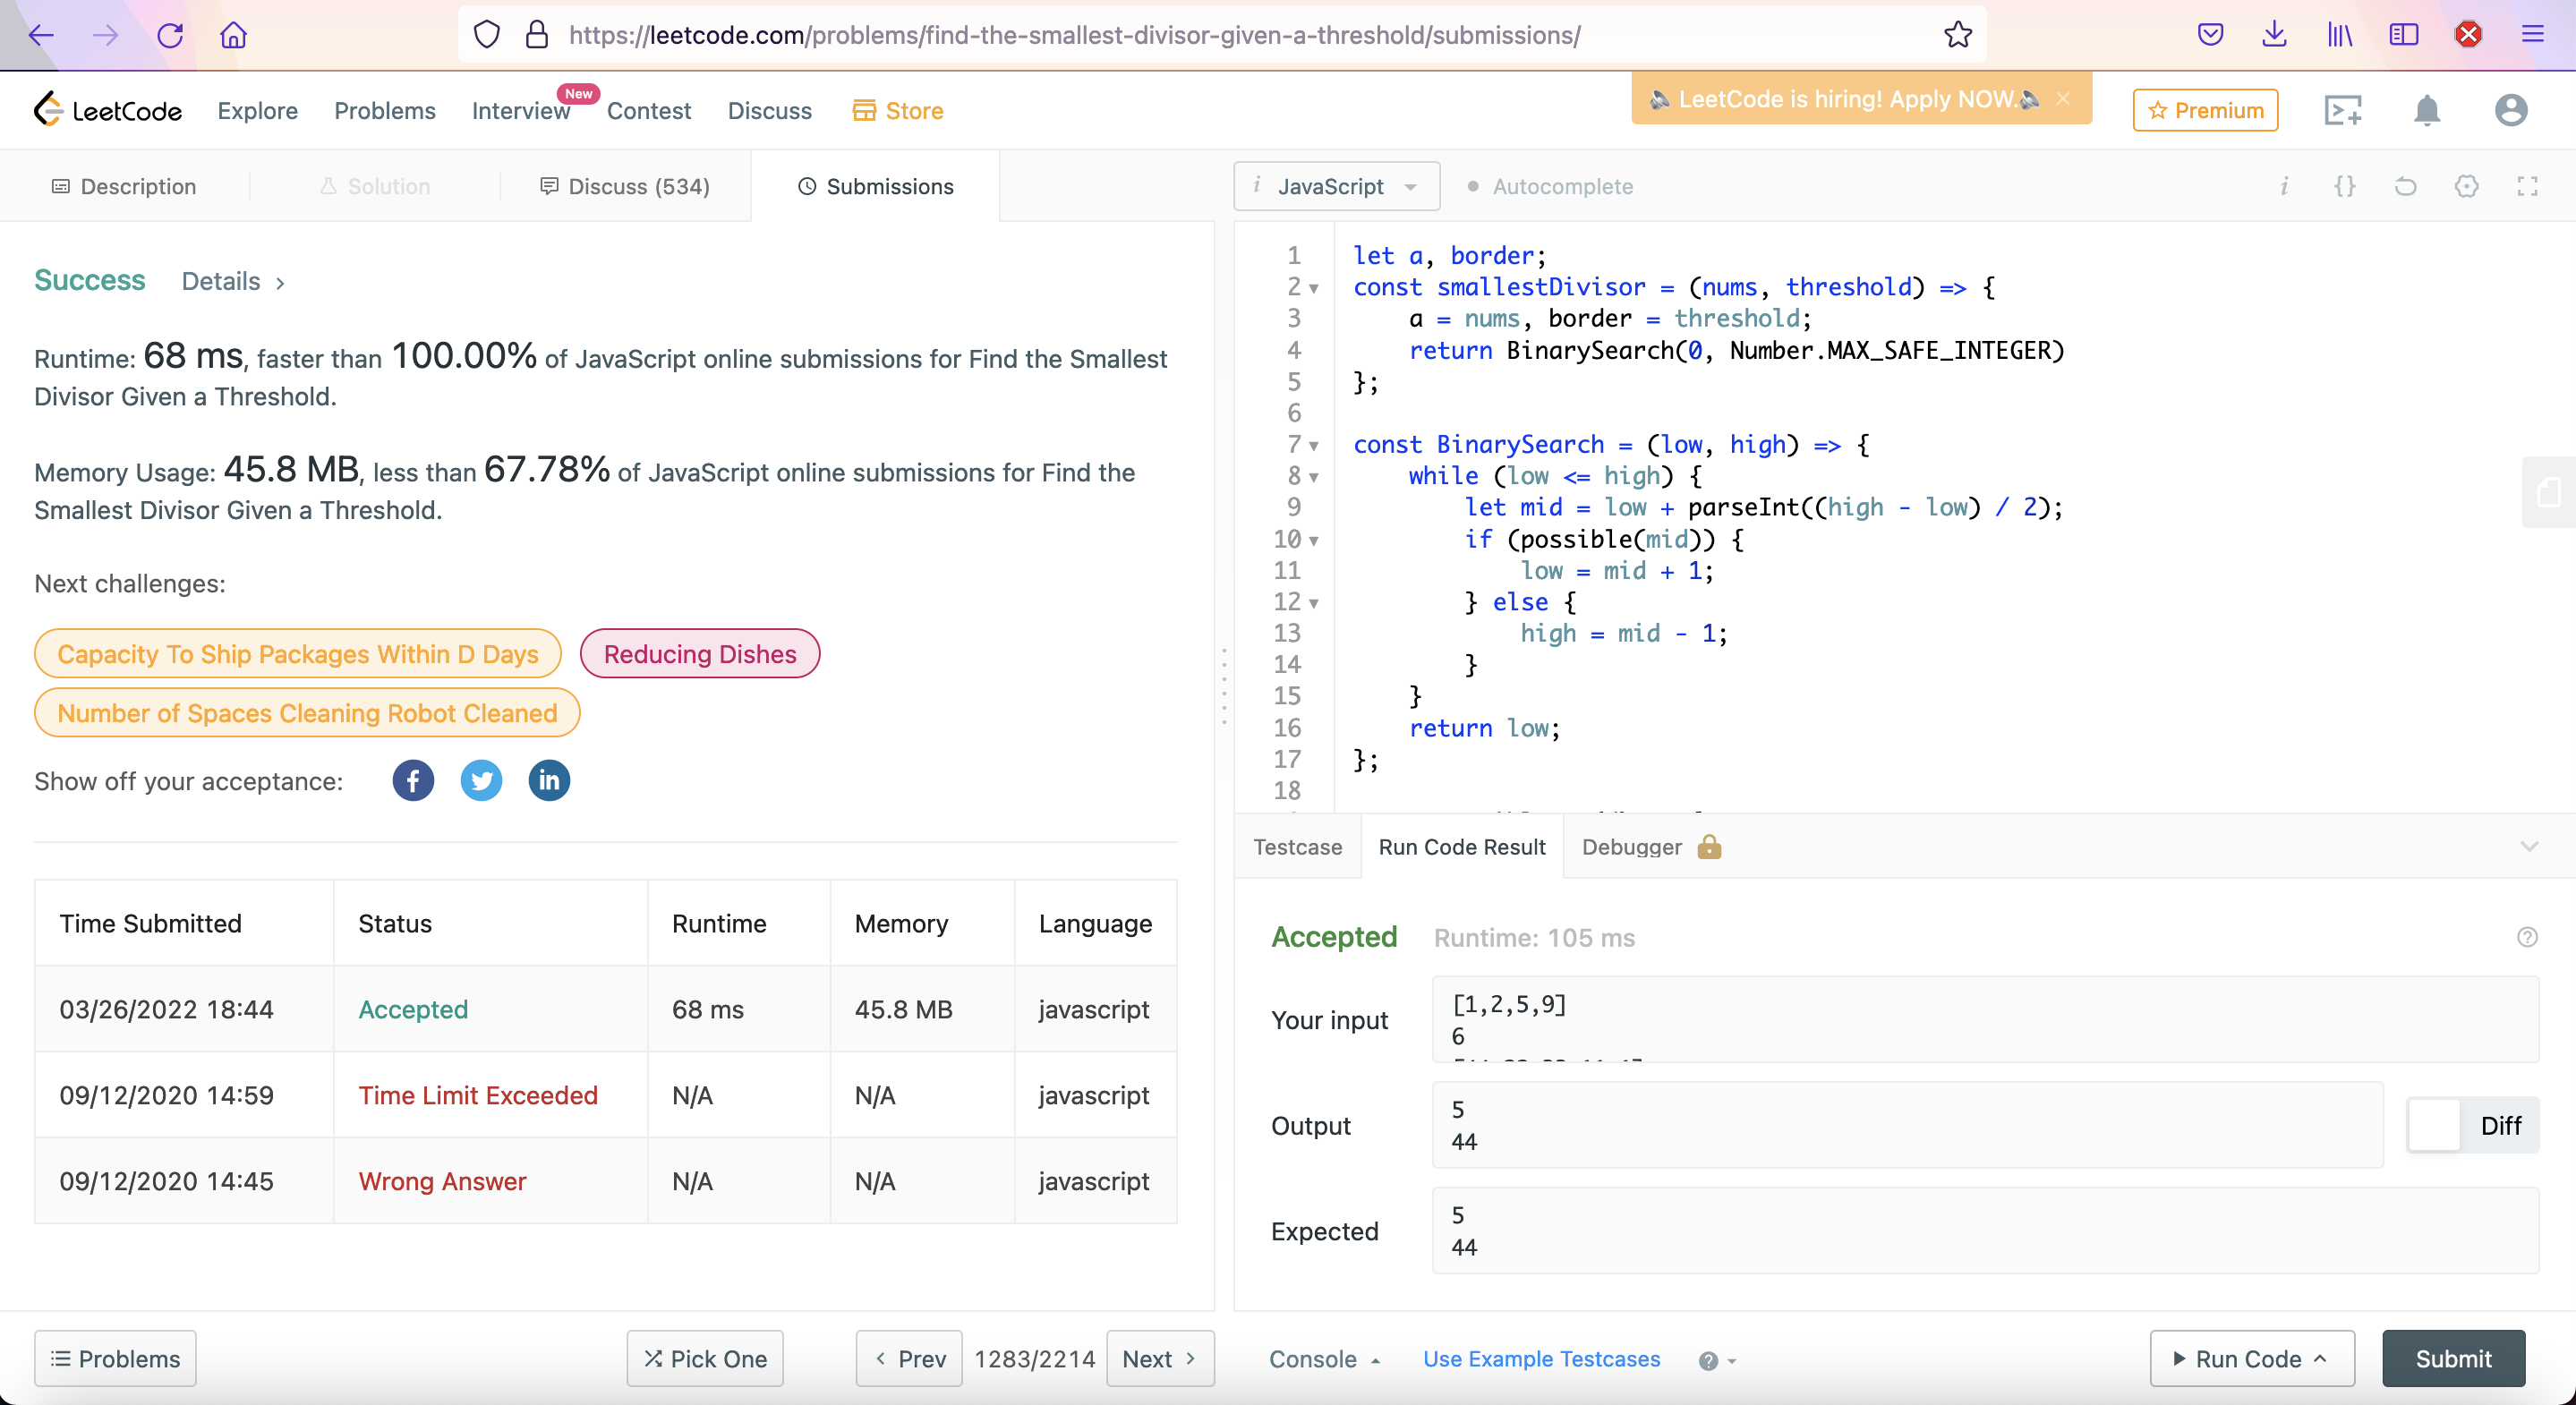 https://leetcode.com/problems/find-the-smallest-divisor-given-a-threshold/submissions/
LeetCode Explore Problems Interview New Contest Discuss Store LeetCode is hiring! Apply NOW. Premium
Description Solution Discuss (534) Submissions
i JavaScript Autocomplete i {}
Success Details >
Runtime: 68 ms, faster than 100.00% of JavaScript online submissions for Find the Smallest
Divisor Given a Threshold.
Memory Usage: 45.8 MB, less than 67.78% of JavaScript online submissions for Find the
Smallest Divisor Given a Threshold.
Next challenges:
Capacity To Ship Packages Within D Days Reducing Dishes
Number of Spaces Cleaning Robot Cleaned
Show off your acceptance:
Time Submitted Status Runtime Memory Language
03/26/2022 18:44 Accepted 68 ms 45.8 MB javascript
09/12/2020 14:59 Time Limit Exceeded N/A N/A javascript
09/12/2020 14:45 Wrong Answer N/A N/A javascript
Problems Pick One < Prev 1283/2214 Next >
1 let a, border;
2 const smallestDivisor = (nums, threshold) => {
3 a = nums, border = threshold;
4 return BinarySearch(0, Number.MAX_SAFE_INTEGER)
5 };
6
7 const BinarySearch = (low, high) => {
8 while (low <= high) {
9 let mid = low + parseInt((high - low) / 2);
10 if (possible(mid)) {
11 low = mid + 1;
12 } else {
13 high = mid - 1;
14 }
15 }
16 return low;
17 };
18
Testcase Run Code Result Debugger
Accepted Runtime: 105 ms
Your input
[1,2,5,9]
6
Output
5
44
Diff
Expected
5
44
Console Use Example Testcases Run Code Submit